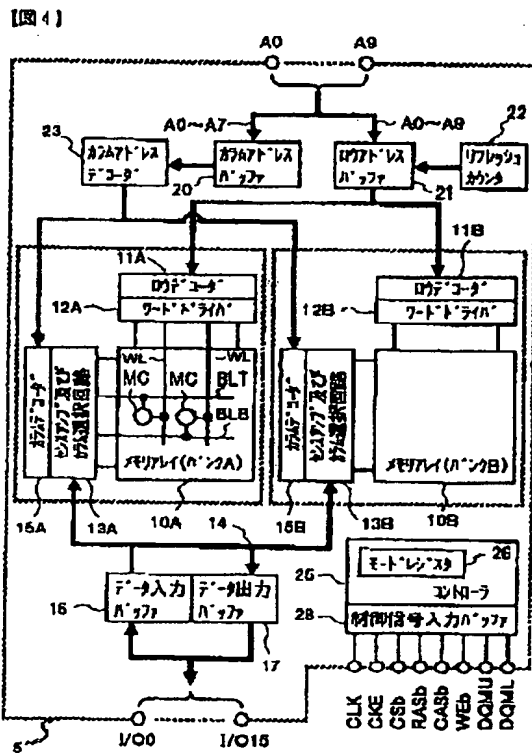 【図4】
A0 A9
A0~A7 A0~A9
23 22
カラムアドレス
デコーダ
カラムアドレス
バッファ
ロウアドレス
バッファ
リフレッシュ
カウンタ
20 21
11A 11B
ロウデコーダ
ワードドライバ
12A
ロウデコーダ
ワードドライバ
12B
WL WL
MC MC BLT
BLB
カラムデコーダ
センスアンプ及び
カラム選択回路
メモリアレイ(バンクA)
カラムデコーダ
センスアンプ及び
カラム選択回路
メモリアレイ(バンクB)
15A 13A 10A 14 15B 13B 10B
データ入力
バッファ
データ出力
バッファ
16 17
モードレジスタ 26
25 コントローラ
28 制御信号入力バッファ
CLK
CKE
CSb
RASb
CASb
WEb
DQMU
DQML
5
I/O0 I/O15